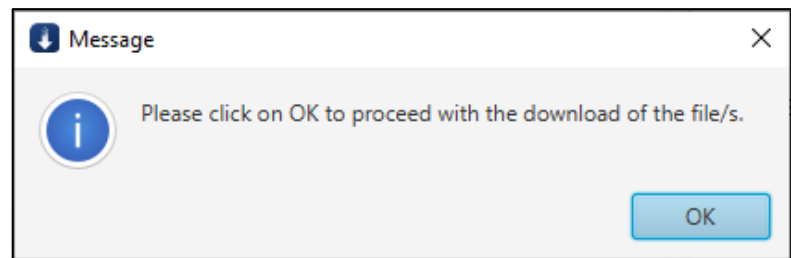 Message
Please click on OK to proceed with the download of the file/s.
OK